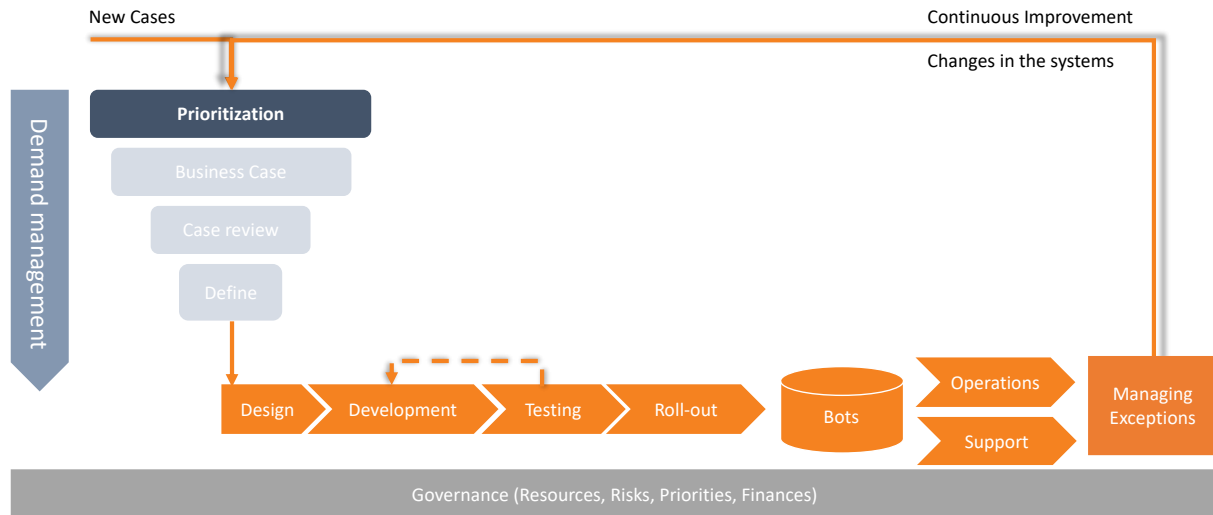 New Cases
Continuous Improvement
Changes in the systems
Demand management
Prioritization
Business Case
Case review
Define
Design
Development
Testing
Roll-out
Bots
Operations
Support
Managing
Exceptions
Governance (Resources, Risks, Priorities, Finances)